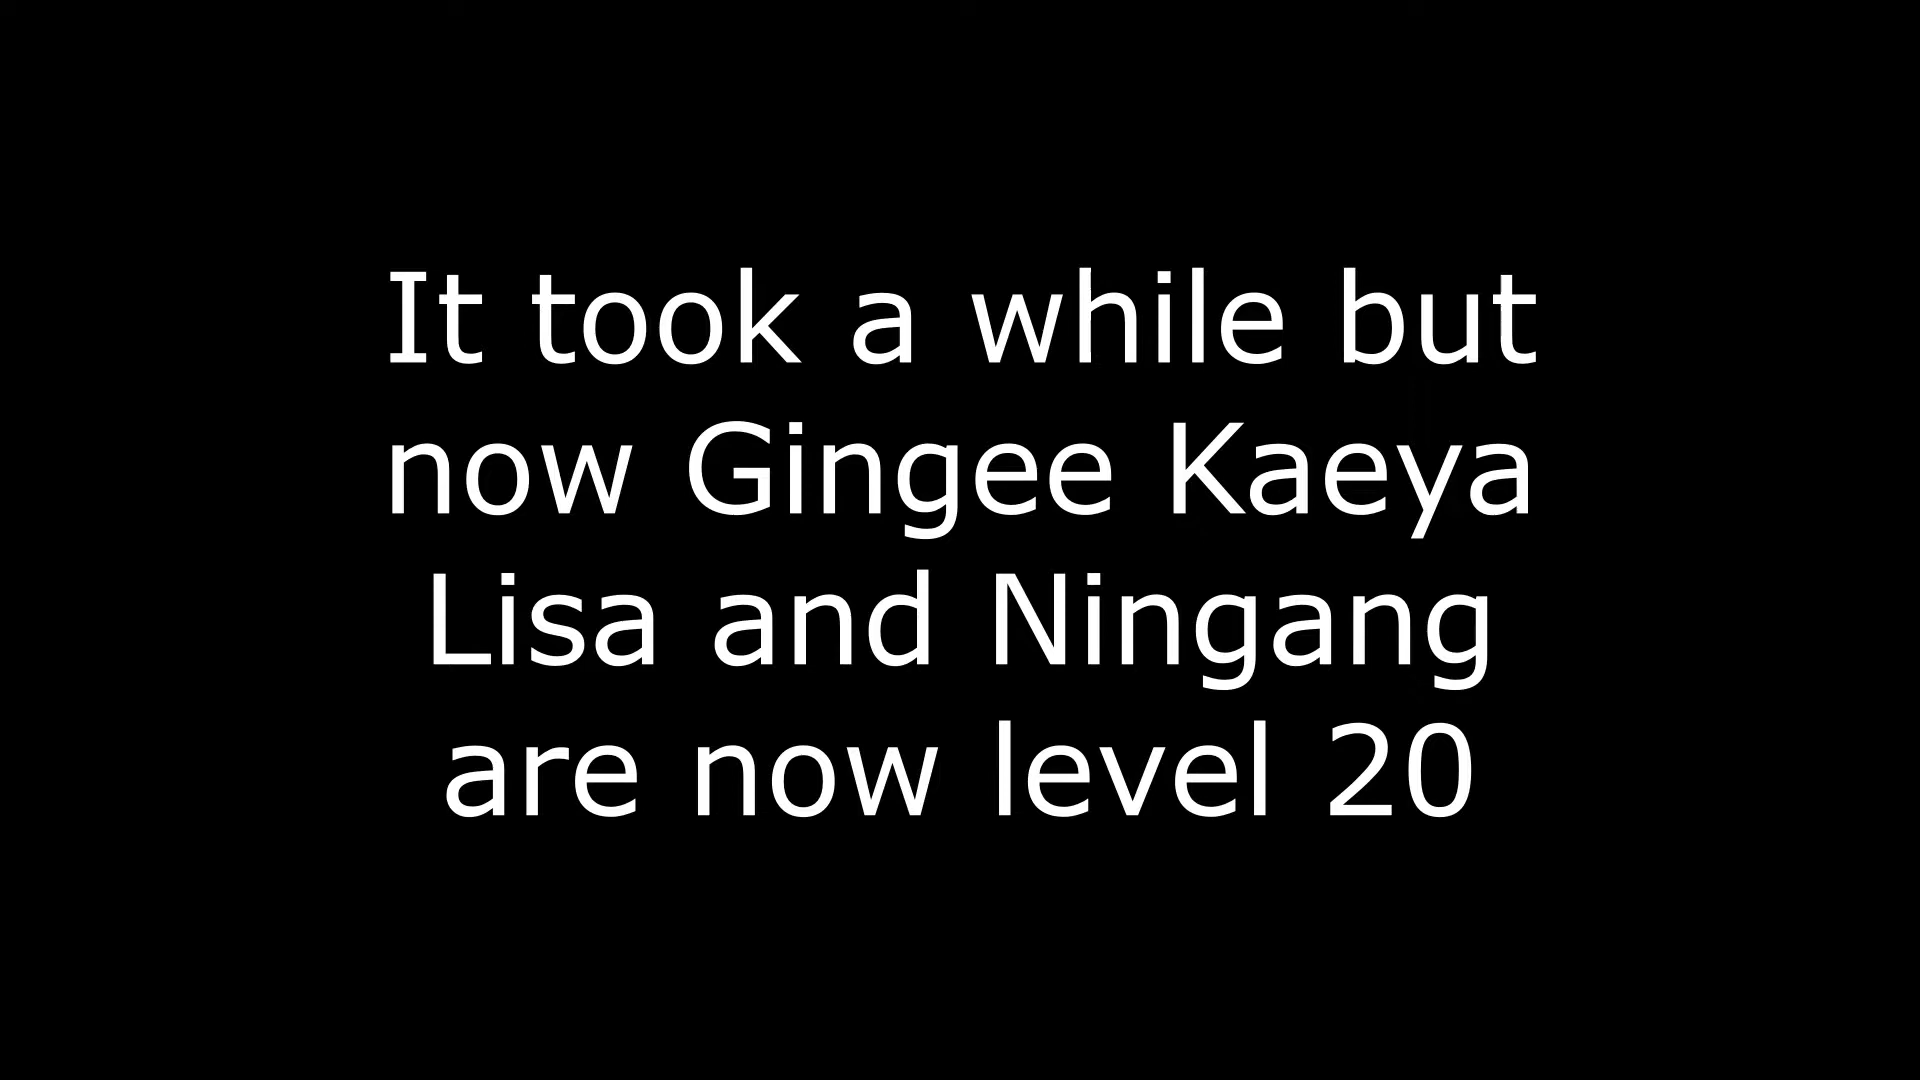 It took a while but
now Gingee Kaeya
Lisa and Ningang
are now level 20